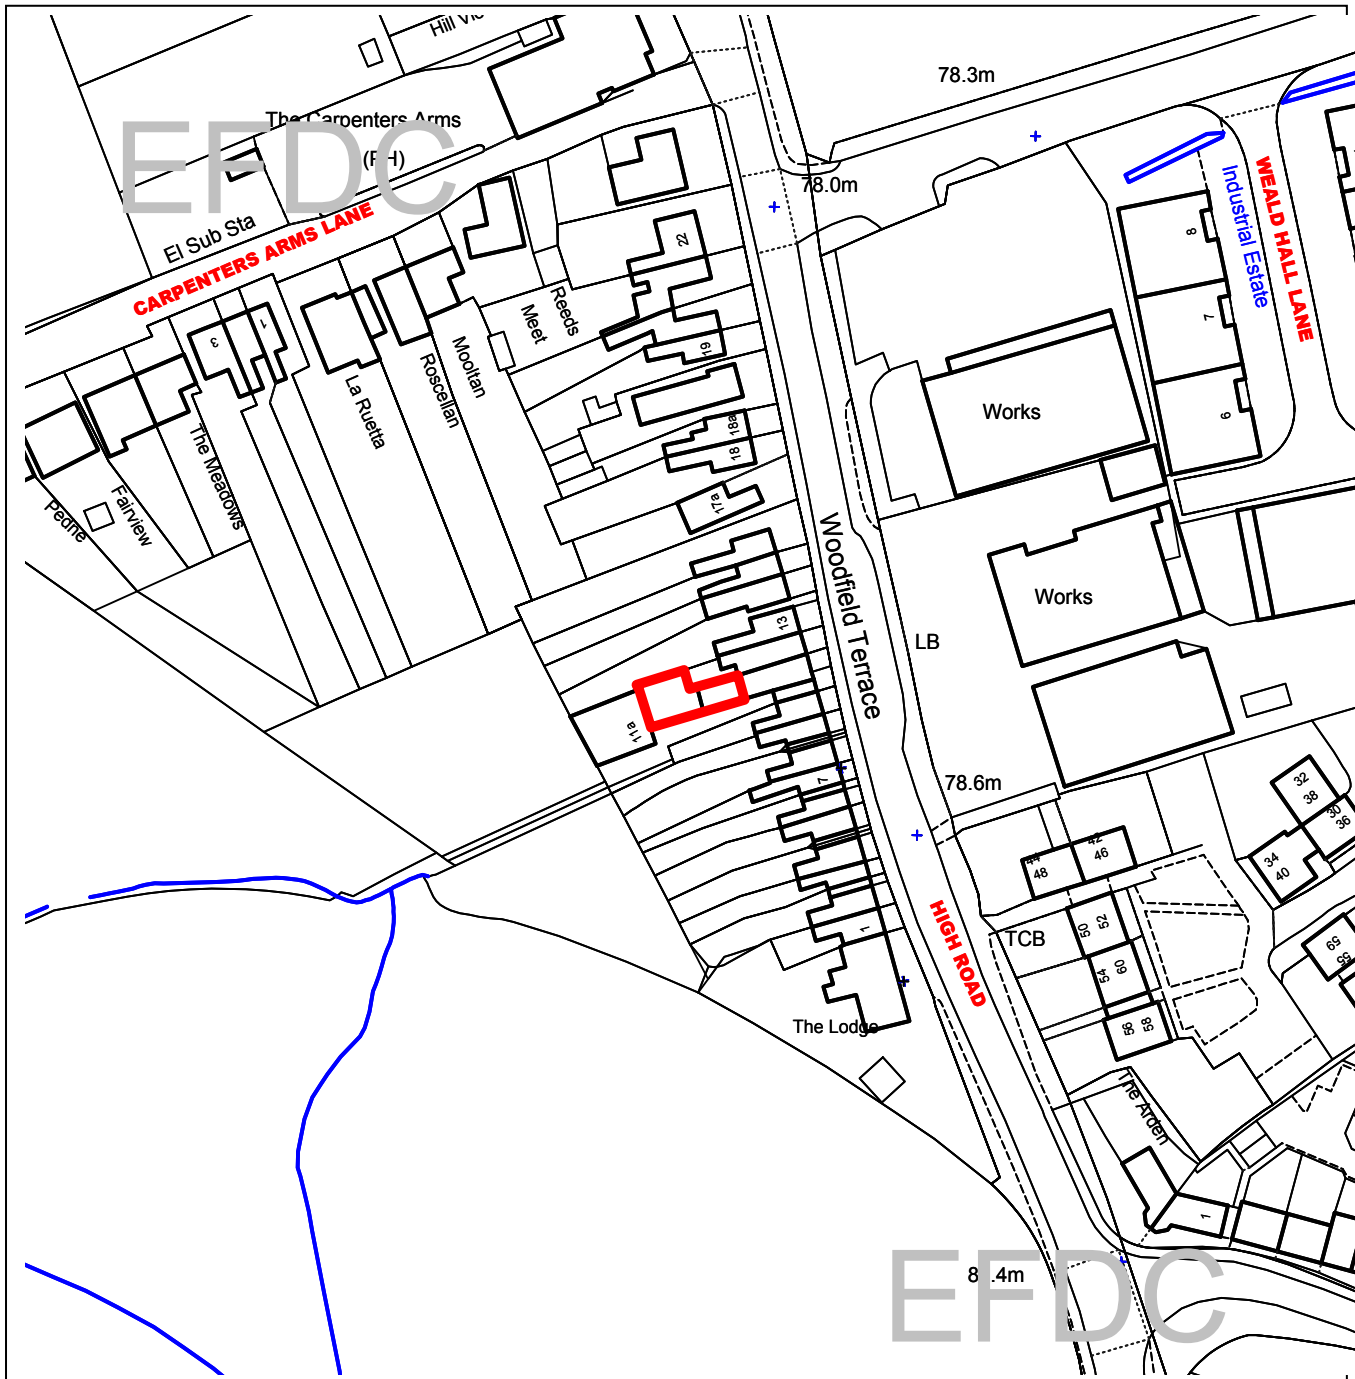 78.3m
The Carpenters Arms
(PH)
EFDC
El Sub Sta
CARPENTERS ARMS LANE
78.0m
WEALD HALL LANE
Industrial Estate
8
7
6
22
19
18a
18
17a
Reeds
Meet
Mooltan
Roscellan
La Ruetta
1
3
The Meadows
Fairview
Pedne
Works
Works
Woodfield Terrace
LB
13
11a
7
1
78.6m
HIGH ROAD
TCB
The Lodge
32
38
30
36
34
40
42
46
44
48
52
50
60
54
58
56
59
The Arden
1
EFDC